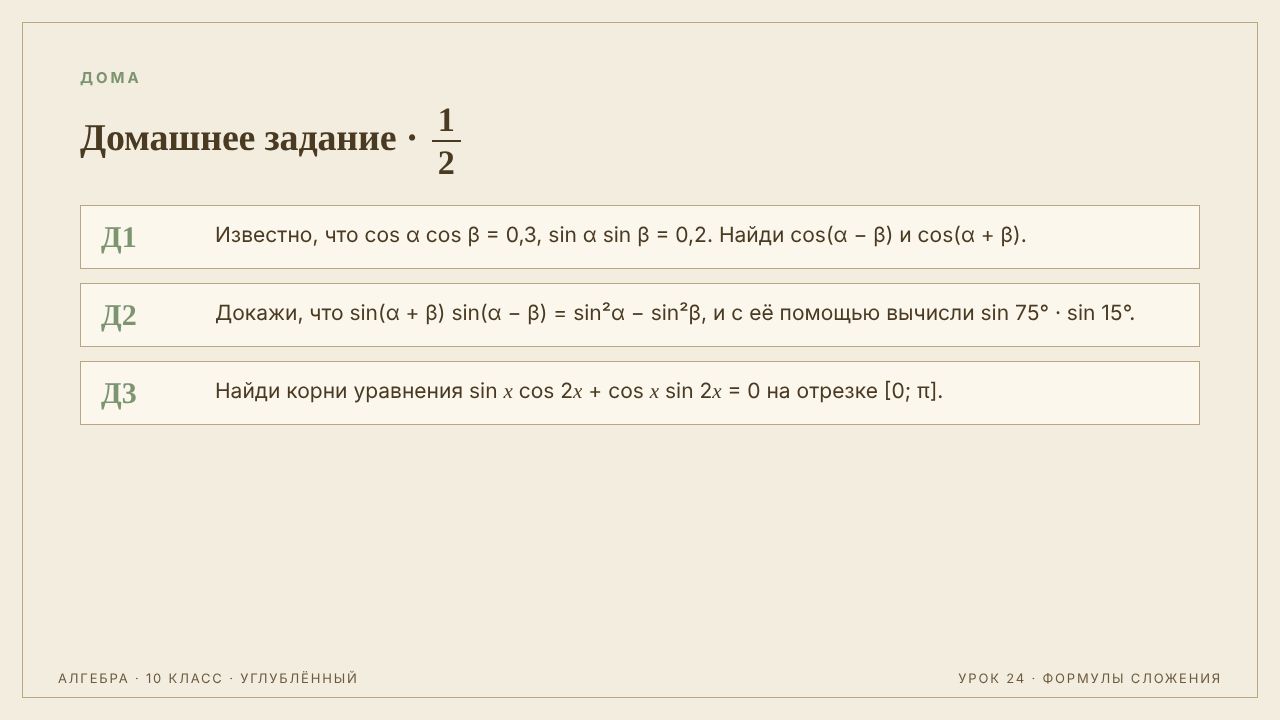 ДОМА
Домашнее задание · 1/2
Д1 Известно, что cos α cos β = 0,3, sin α sin β = 0,2. Найди cos(α − β) и cos(α + β).
Д2 Докажи, что sin(α + β) sin(α − β) = sin²α − sin²β, и с её помощью вычисли sin 75° · sin 15°.
Д3 Найди корни уравнения sin x cos 2x + cos x sin 2x = 0 на отрезке [0; π].
АЛГЕБРА · 10 КЛАСС · УГЛУБЛЁННЫЙ
УРОК 24 · ФОРМУЛЫ СЛОЖЕНИЯ